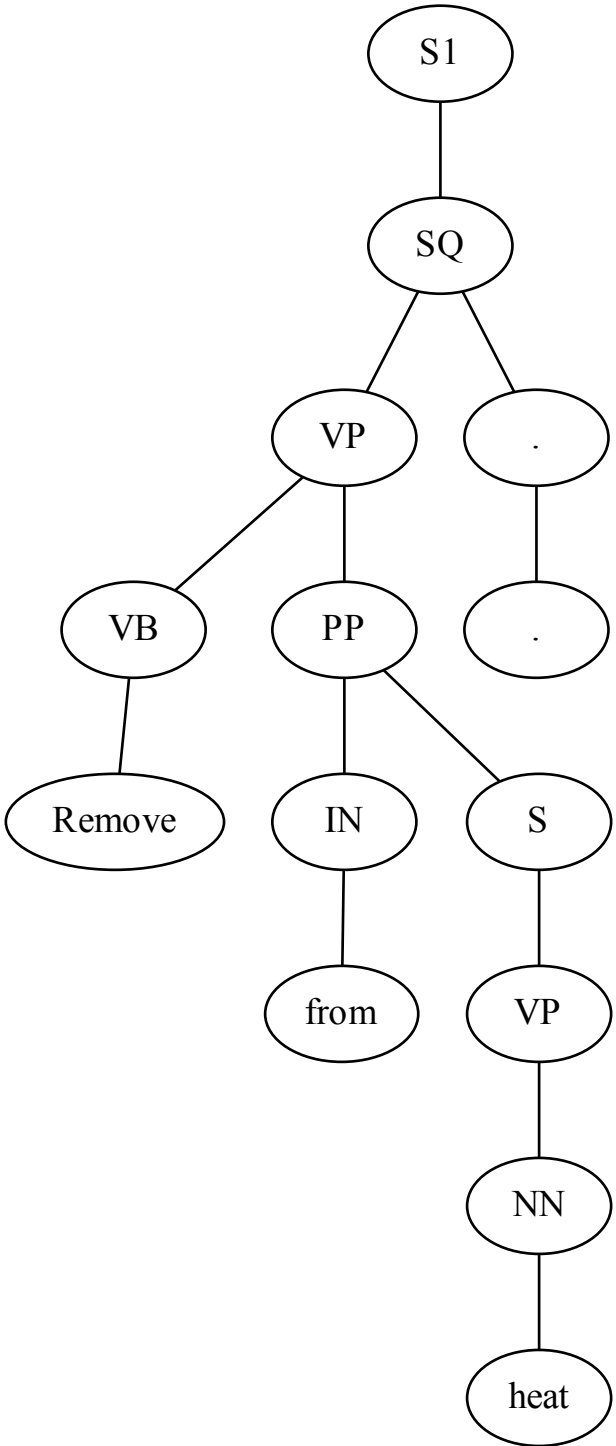 S1
SQ
VP .
VB PP .
Remove IN S
from VP
NN
heat